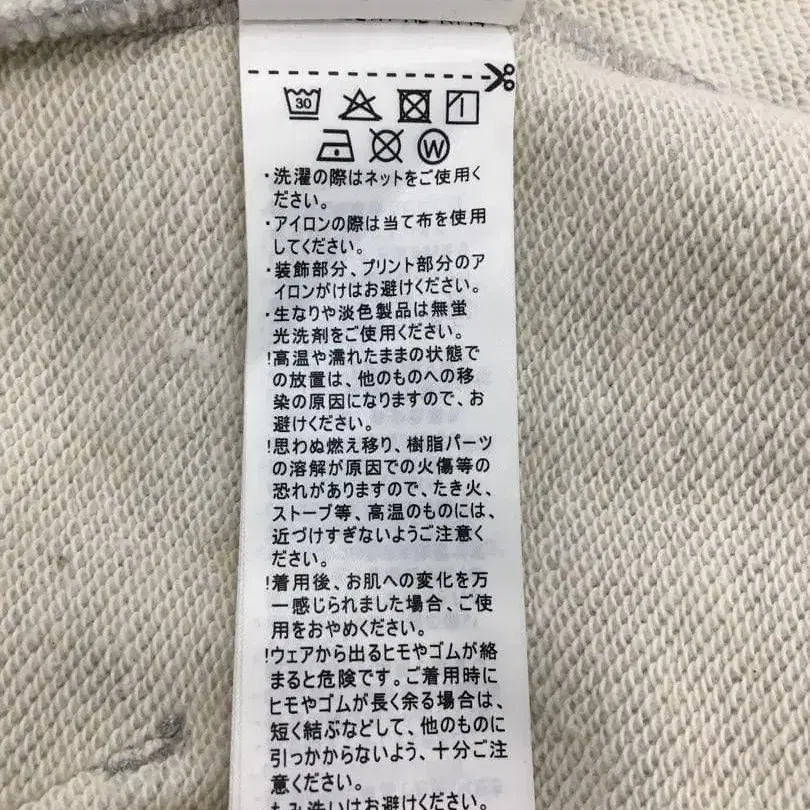 30
W
・洗濯の際はネットをご使用く
ださい。
・アイロンの際は当て布を使用
してください。
・装飾部分、プリント部分のア
イロンがけはお避けください。
・生なりや淡色製品は無蛍
光洗剤をご使用ください。
!高温や濡れたままの状態で
の放置は、他のものへの移
染の原因になりますので、お
避けください。
!思わぬ燃え移り、樹脂パーツ
の溶解が原因での火傷等の
恐れがありますので、たき火、
ストーブ等、高温のものには、
近づけすぎないようご注意く
ださい。
!着用後、お肌への変化を万
一感じられました場合、ご使
用をおやめください。
!ウェアから出るヒモやゴムが絡
まると危険です。ご着用時に
ヒモやゴムが長く余る場合は、
短く結ぶなどして、他のものに
引っかからないよう、十分ご注
意ください。
もみ洗いはお避けください。